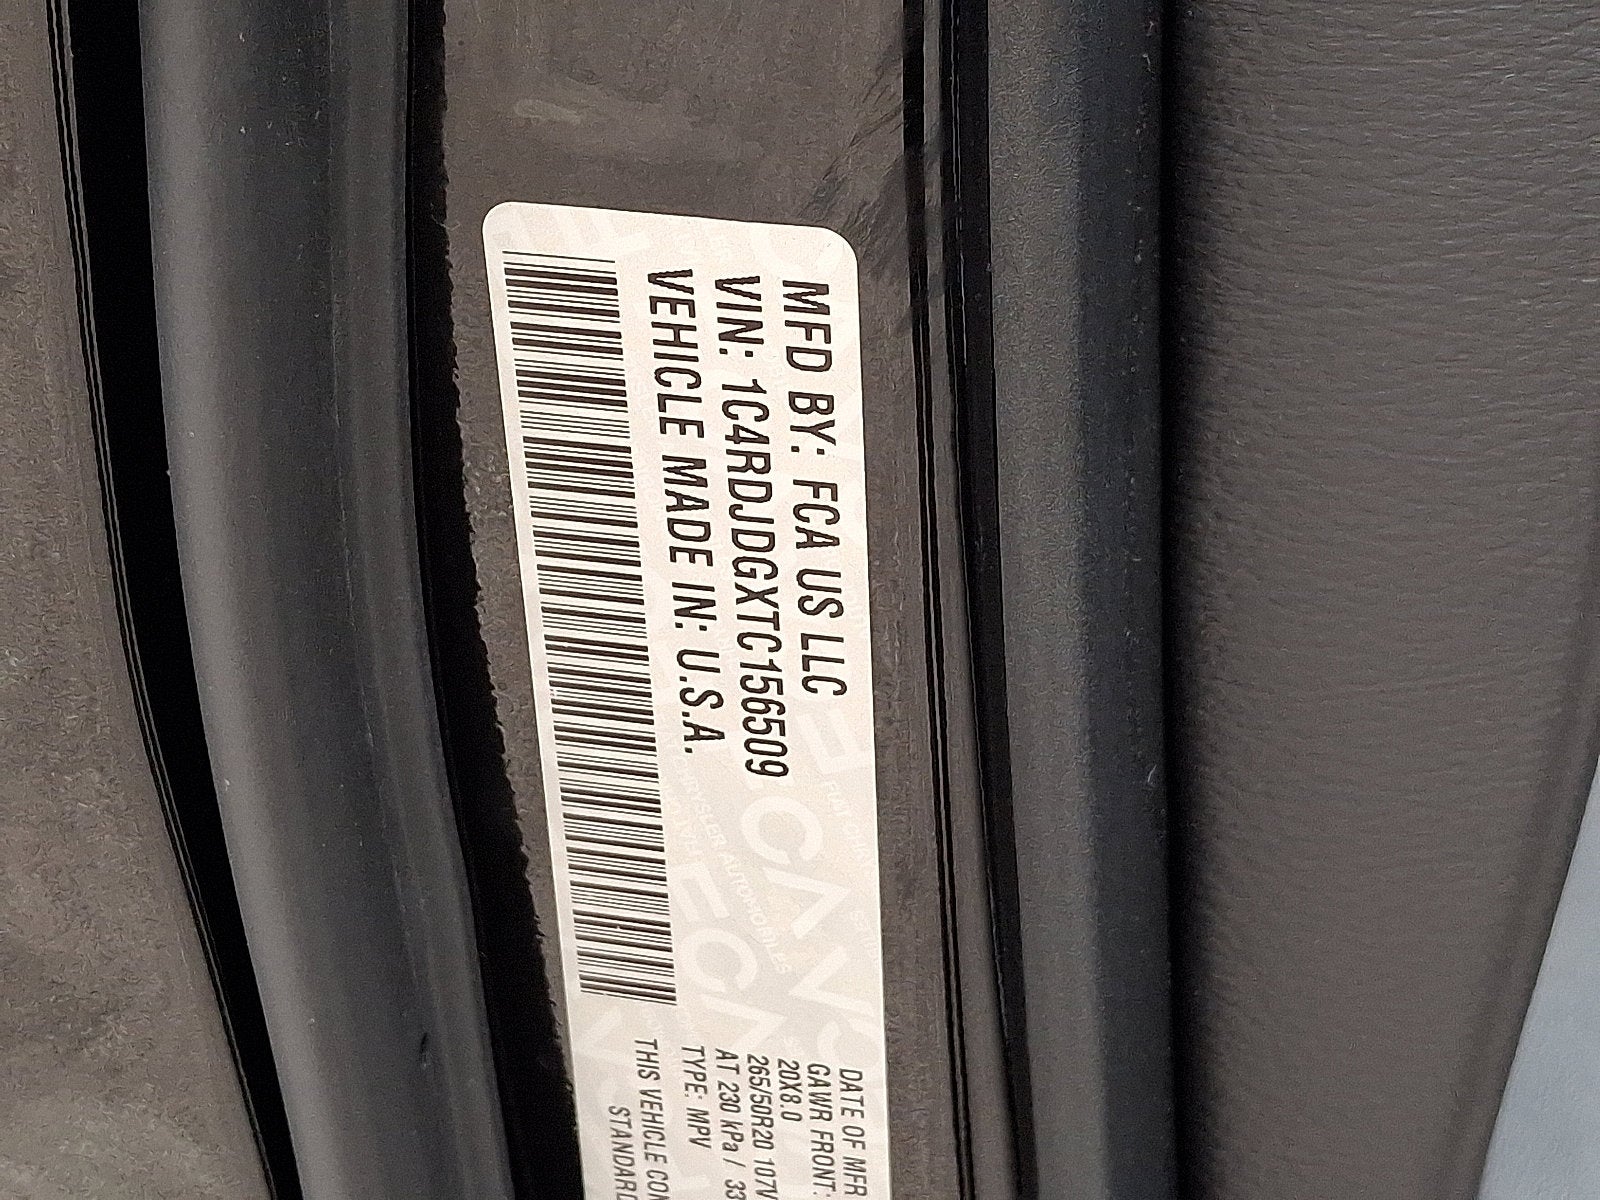 MFD BY: FCA US LLC
VIN: 1C4RDJDGXTC156509
VEHICLE MADE IN: U.S.A.
DATE OF MFR
GAWR FRONT:
20X8.0
265/50R20 107V
AT 230 kPa / 33
TYPE: MPV
THIS VEHICLE CON
STANDARD